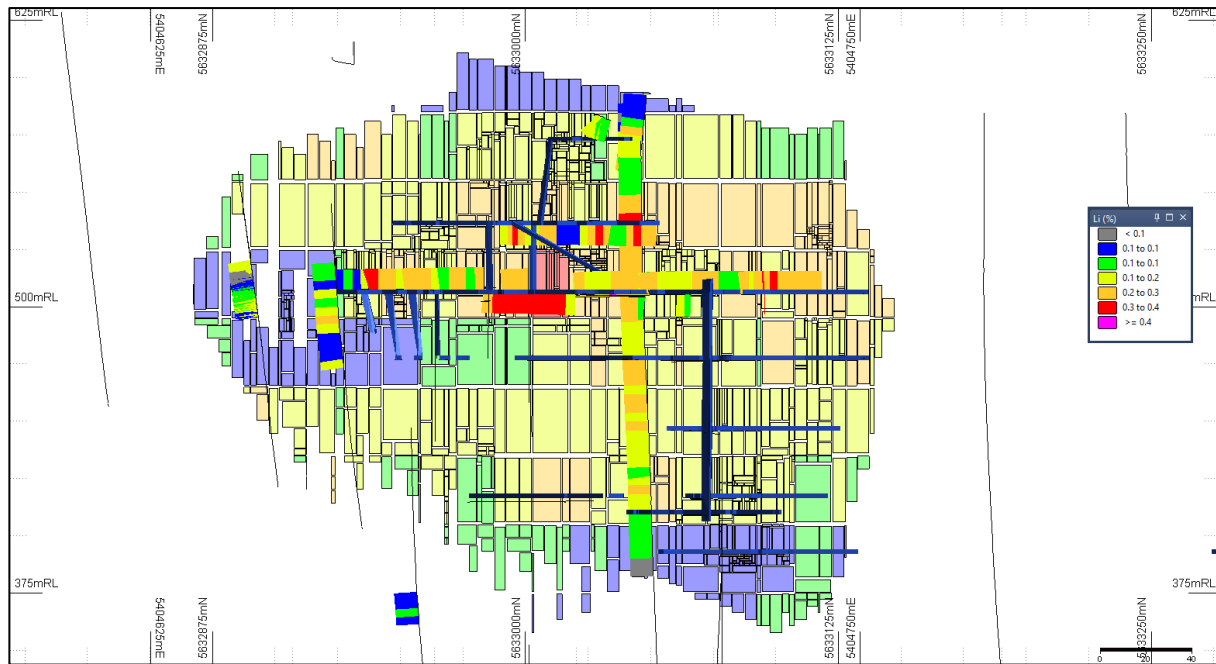 625mRL
5404625mE
5632875mN
5633000mN
5633125mN
5404750mE
5633250mN
625mRL
Li (%)
< 0.1
0.1 to 0.1
0.1 to 0.1
0.1 to 0.2
0.2 to 0.3
0.3 to 0.4
>= 0.4
500mRL
mRL
375mRL
375mRL
5404625mE
5632875mN
5633000mN
5633125mN
5404750mE
5633250mN
0
20
40